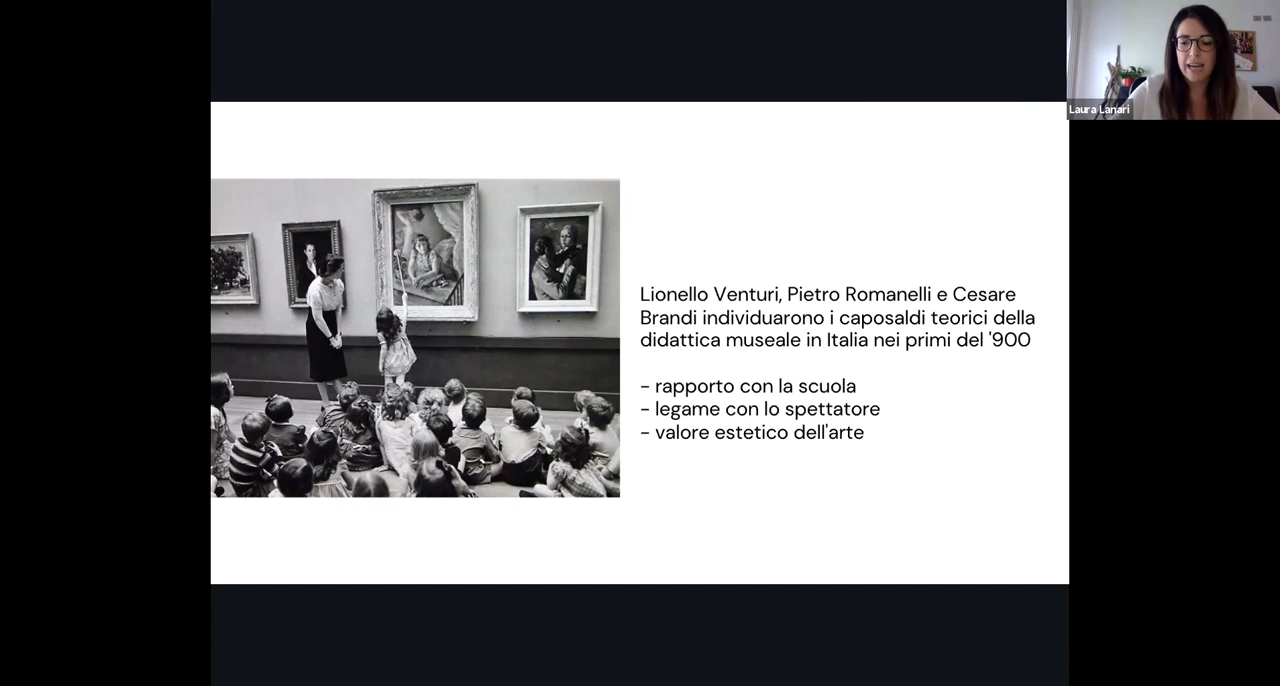 Laura Lanari
Lionello Venturi, Pietro Romanelli e Cesare
Brandi individuarono i caposaldi teorici della
didattica museale in Italia nei primi del '900
- rapporto con la scuola
- legame con lo spettatore
- valore estetico dell'arte